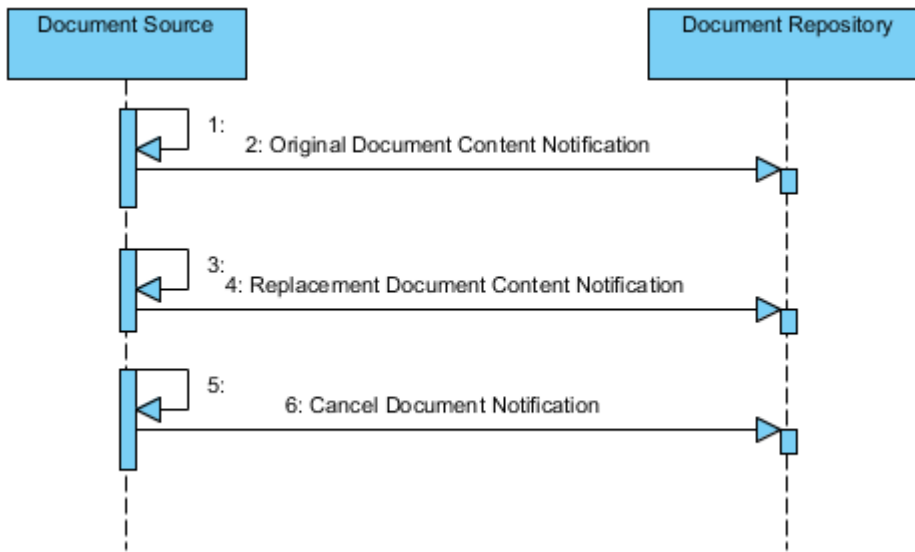 Document Source
Document Repository
1:
2: Original Document Content Notification
3:
4: Replacement Document Content Notification
5:
6: Cancel Document Notification